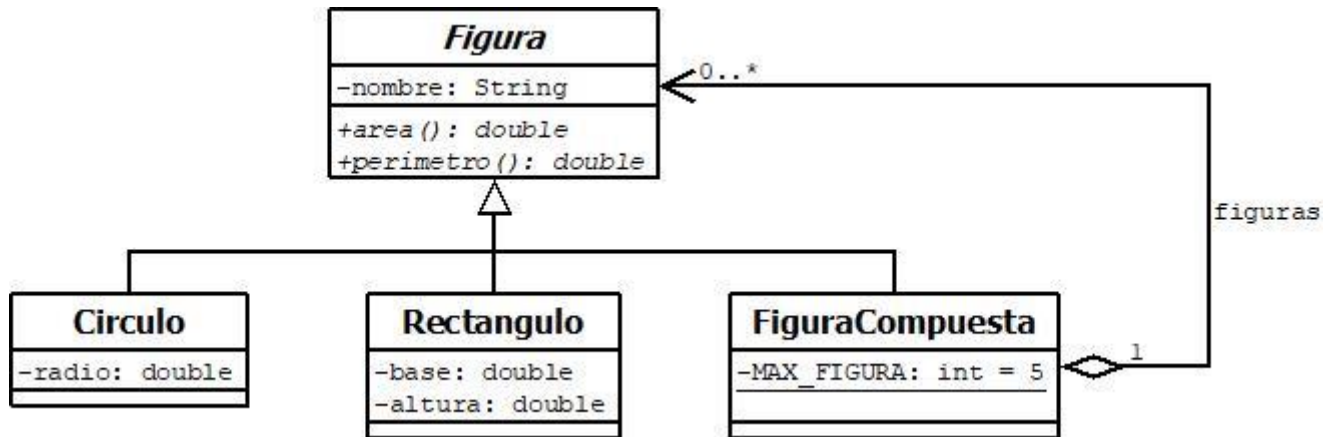 Figura
-nombre: String
+area(): double
+perimetro(): double
0..*
figuras
Circulo
-radio: double
Rectangulo
-base: double
-altura: double
FiguraCompuesta
-MAX_FIGURA: int = 5
1